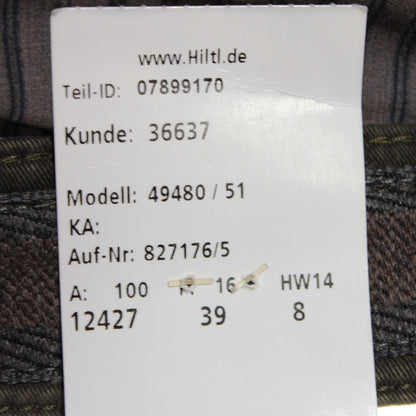 www.Hiltl.de
Teil-ID: 07899170
Kunde: 36637
Modell: 49480 / 51
KA:
Auf-Nr: 827176/5
A: 100 16 HW14
12427 39 8